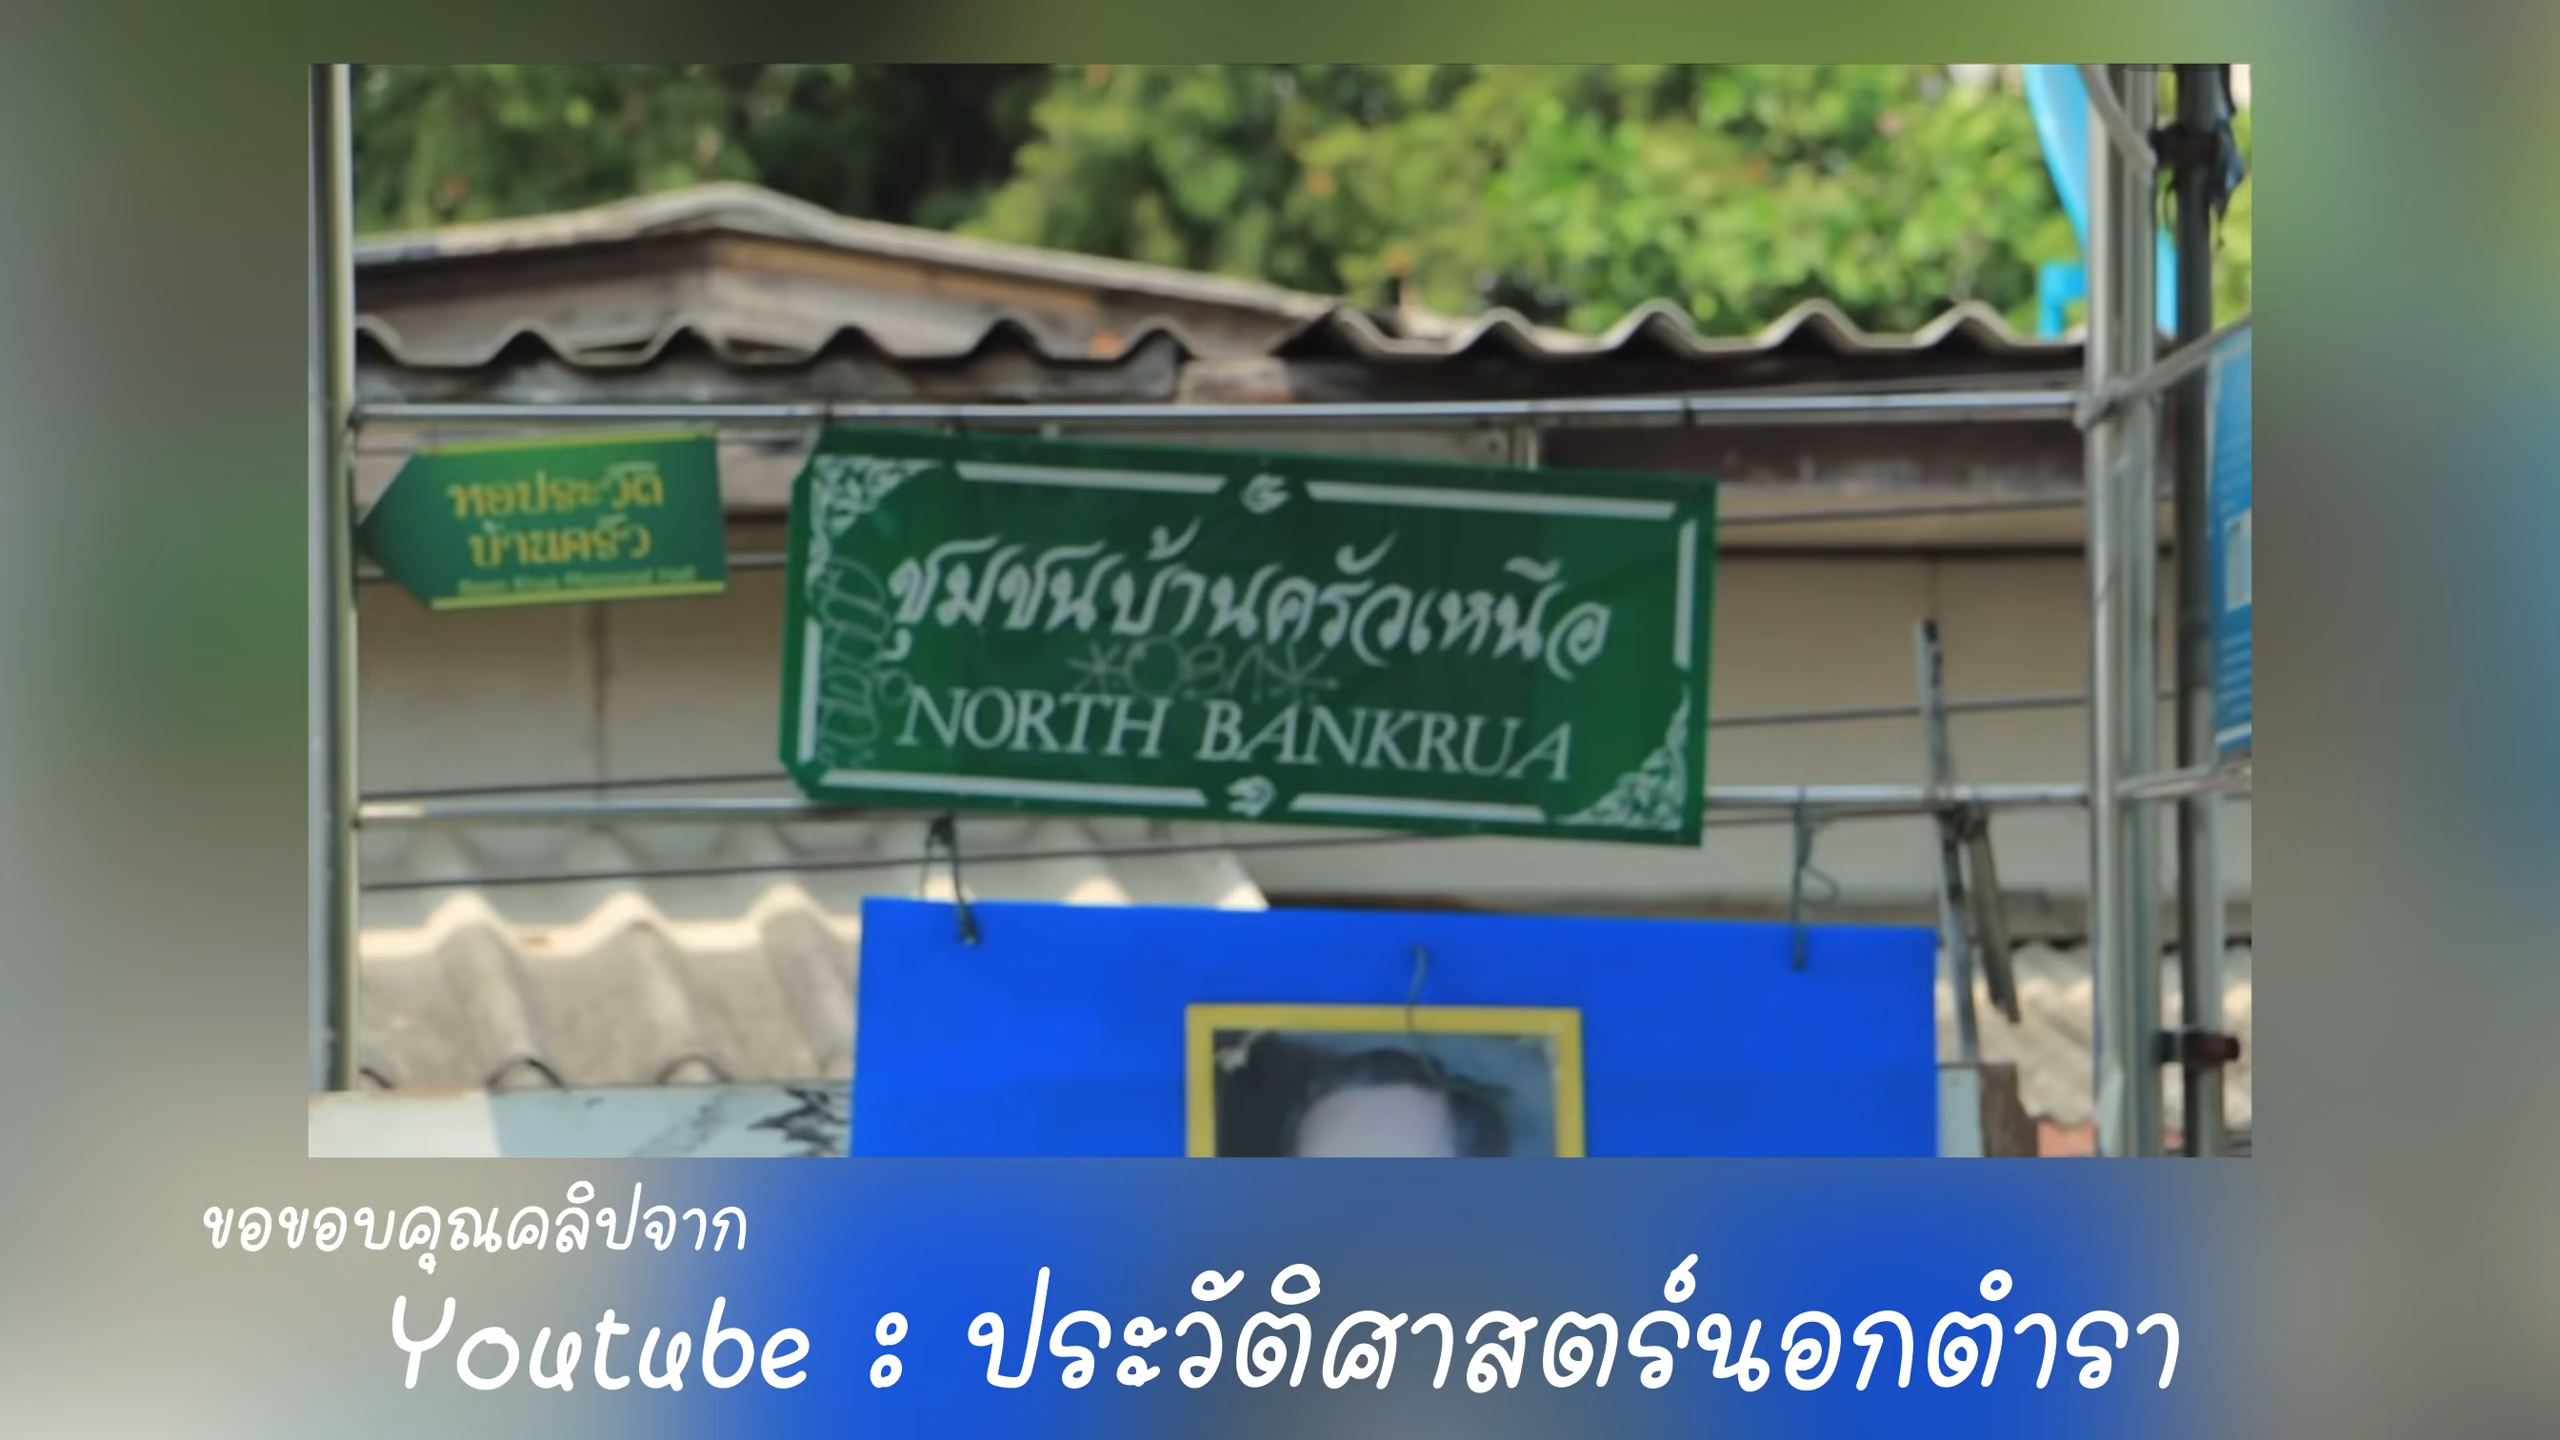 หอประวัติ
บ้านครัว
ชุมชนบ้านครัวเหนือ
NORTH BANKRUA
ขอขอบคุณคลิปจาก
Youtube : ประวัติศาสตร์นอกตำรา